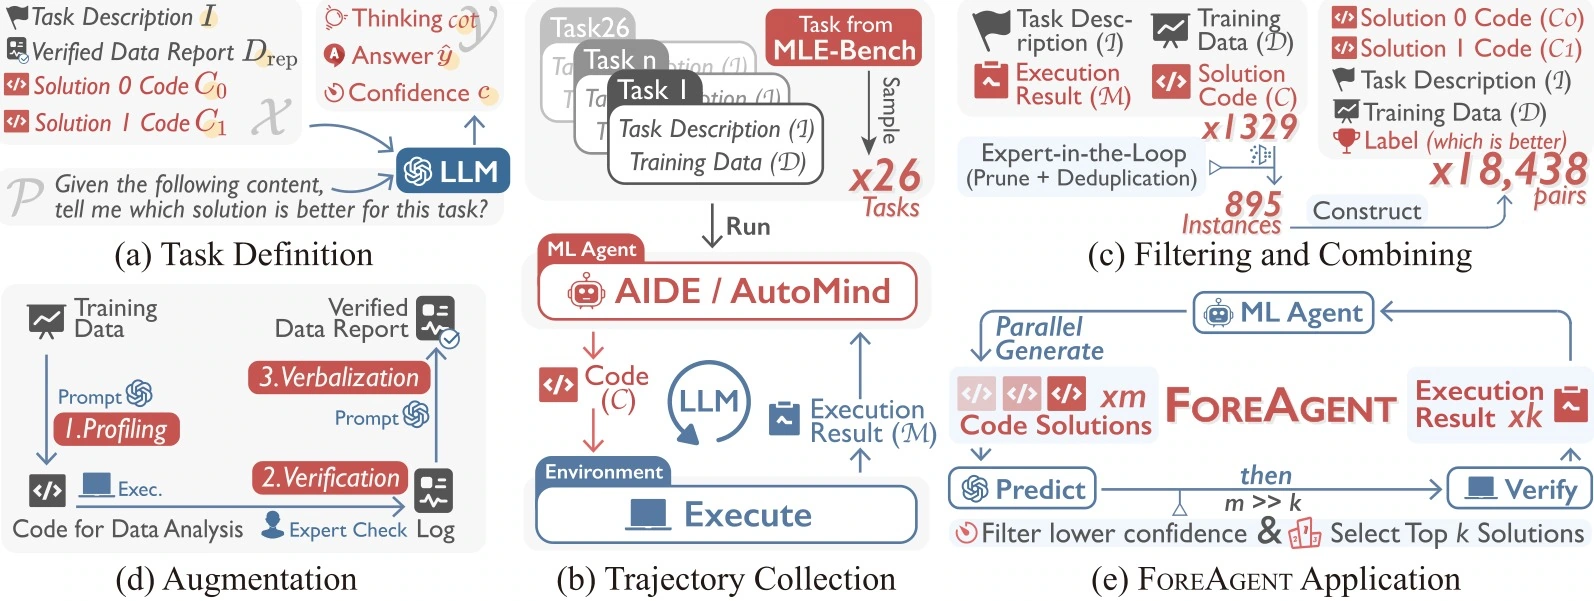 Task Description I
Verified Data Report D_rep
Solution 0 Code C_0
Solution 1 Code C_1
X
Thinking cot
Answer ŷ
Confidence c
Y
LLM
P Given the following content,
tell me which solution is better for this task?
(a) Task Definition
Training
Data
Verified
Data Report
Prompt
1.Profiling
3.Verbalization
Prompt
2.Verification
Exec.
Code for Data Analysis
Expert Check
Log
(d) Augmentation
Task26
Task n
Task 1
Task Description (I)
Training Data (D)
Task from
MLE-Bench
Sample
x26
Tasks
Run
ML Agent
AIDE / AutoMind
Code
(C)
LLM
Execution
Result (M)
Environment
Execute
(b) Trajectory Collection
Task Desc-
ription (I)
Training
Data (D)
Execution
Result (M)
Solution
Code (C)
x1329
Expert-in-the-Loop
(Prune + Deduplication)
895
Instances
Construct
Solution 0 Code (C0)
Solution 1 Code (C1)
Task Description (I)
Training Data (D)
Label (which is better)
x18,438
pairs
(c) Filtering and Combining
ML Agent
Parallel
Generate
xm
Code Solutions
FOREAGENT
Execution
Result xk
Predict
then
m >> k
Verify
Filter lower confidence & Select Top k Solutions
(e) FOREAGENT Application